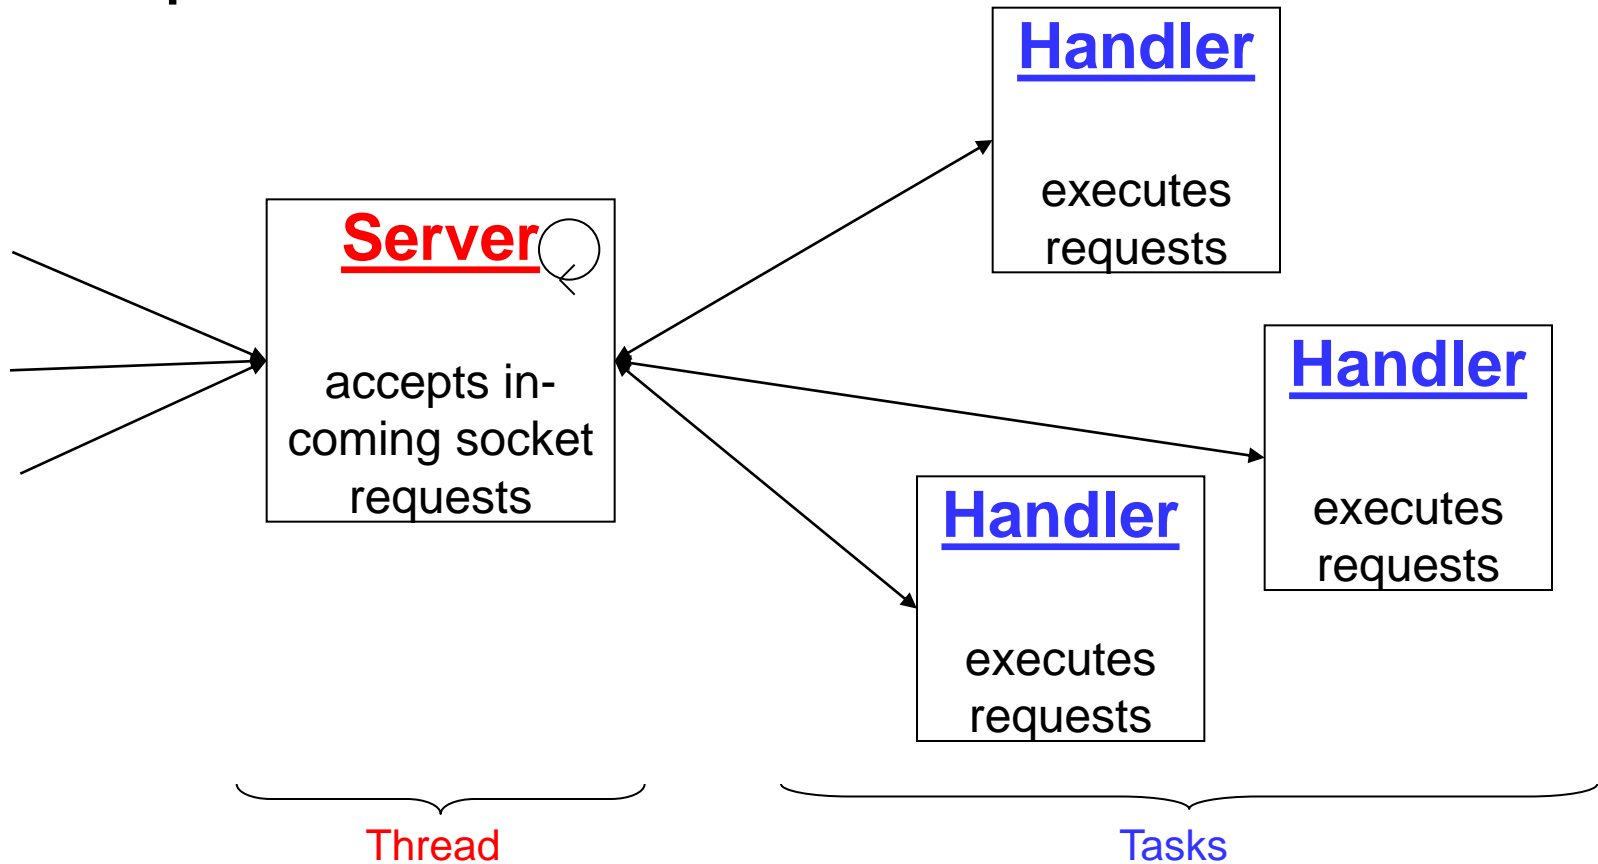 Handler
executes
requests
Server
accepts in-
coming socket
requests
Handler
executes
requests
Handler
executes
requests
Thread
Tasks